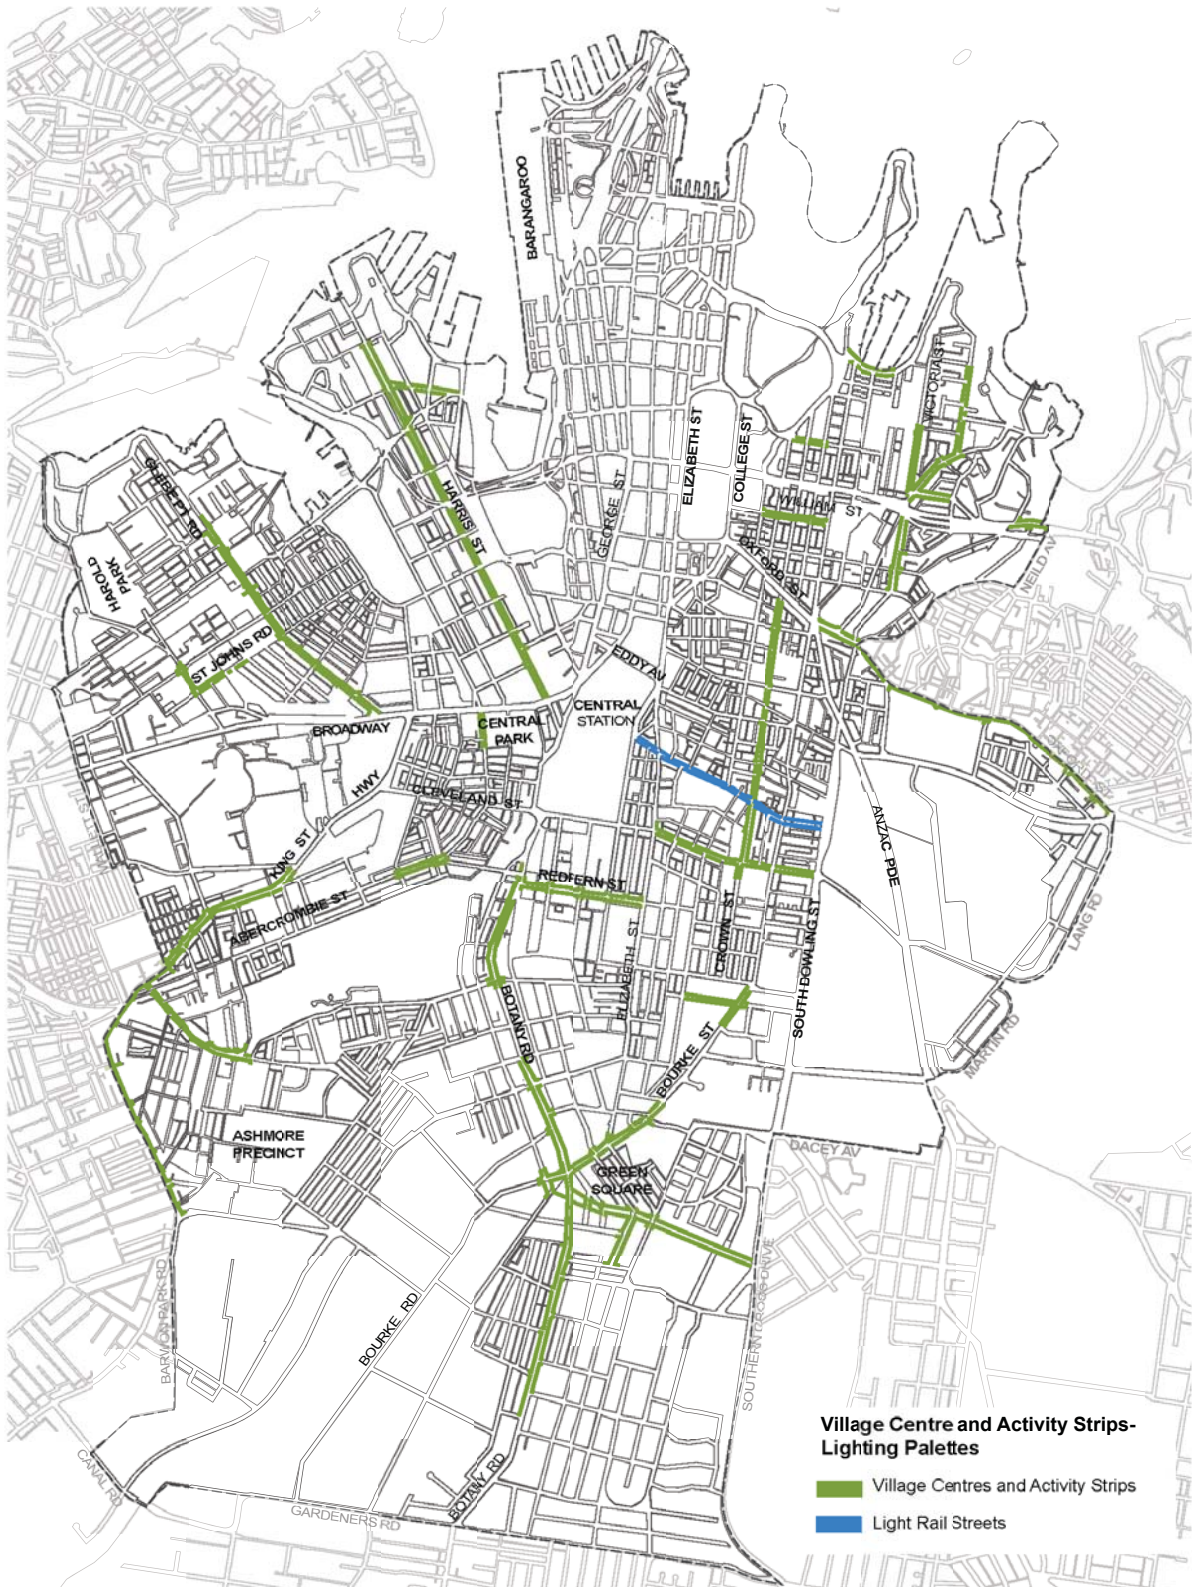 BARANGAROO
VICTORIA ST
ELIZABETH ST
COLLEGE ST
GEORGE ST
HARRIS ST
WILLIAM ST
OXFORD ST
NEILD AV
RD
HAROLD
PARK
ST JOHNS RD
EDDY AV
CENTRAL
STATION
CENTRAL
PARK
BROADWAY
HWY
CLEVELAND ST
KING ST
ABERCROMBIE ST
REDFERN ST
ANZAC PDE
CROWN ST
ELIZABETH ST
SOUTH DOWLING ST
LANG RD
MARTIN RD
BOTANY RD
BOURKE ST
ASHMORE
PRECINCT
GREEN
SQUARE
DACEY AV
BARWON PARK RD
BOURKE RD
SOUTHERN CROSS DRIVE
CANAL RD
BOTANY RD
GARDENERS RD
Village Centre and Activity Strips-
Lighting Palettes
Village Centres and Activity Strips
Light Rail Streets